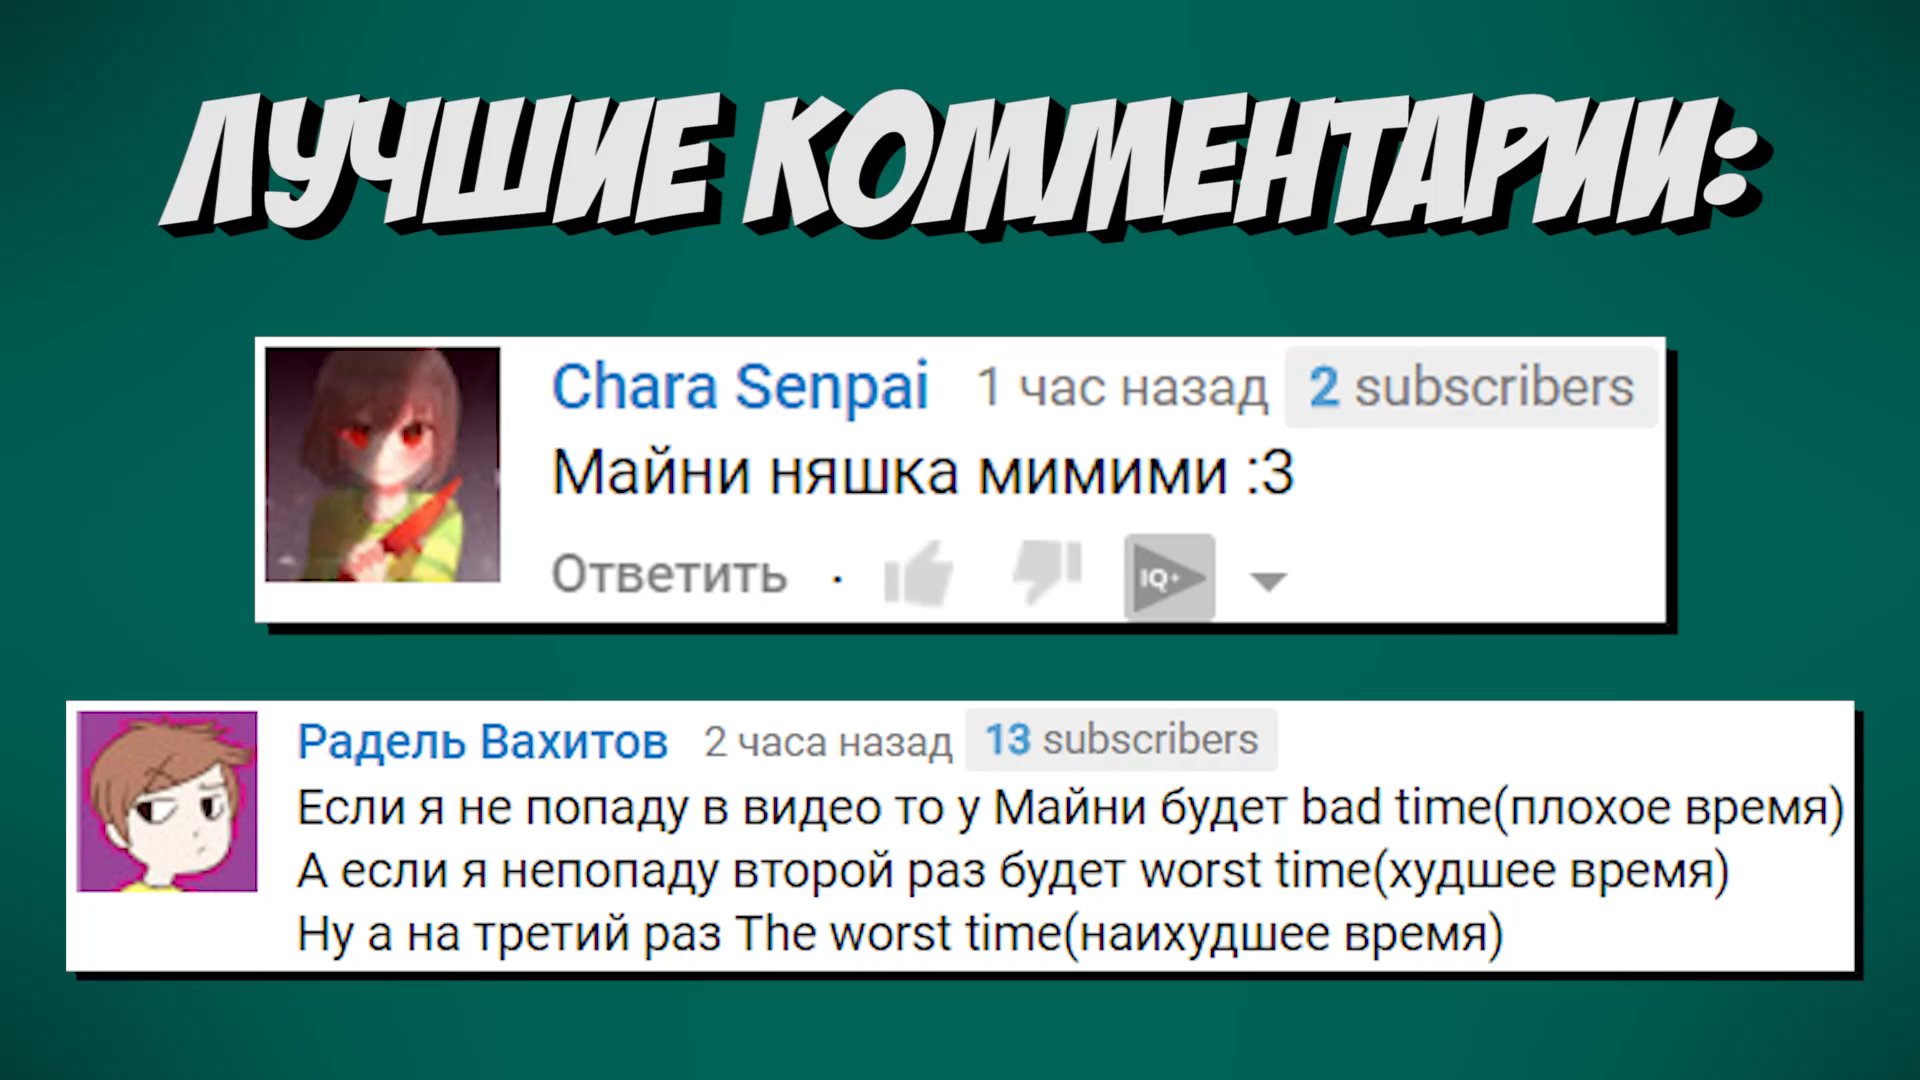 ЛУЧШИЕ КОММЕНТАРИИ:
Chara Senpai 1 час назад 2 subscribers
Майни няшка мимими :3
Ответить · IQ+
Радель Вахитов 2 часа назад 13 subscribers
Если я не попаду в видео то у Майни будет bad time(плохое время)
А если я непопаду второй раз будет worst time(худшее время)
Ну а на третий раз The worst time(наихудшее время)